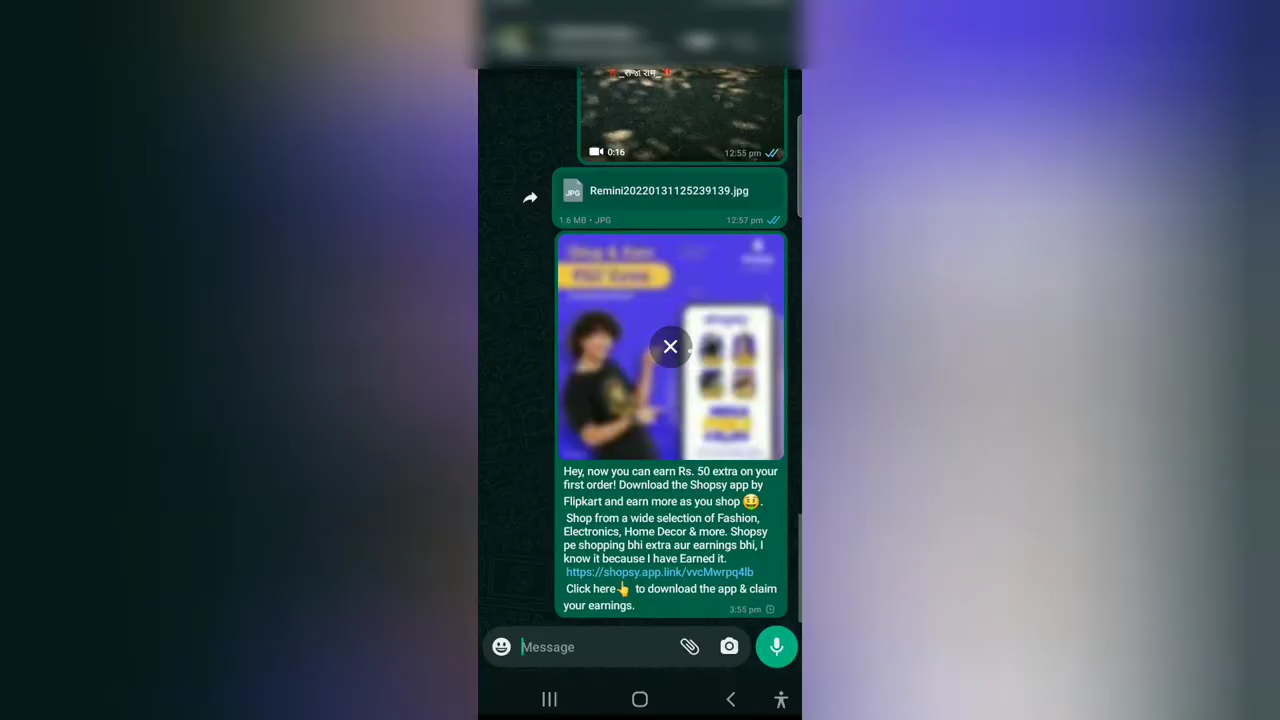 _રાજા રામ_
0:16
12:55 pm
JPG
Remini20220131125239139.jpg
1.6 MB • JPG
12:57 pm
Hey, now you can earn Rs. 50 extra on your
first order! Download the Shopsy app by
Flipkart and earn more as you shop 🤑.
Shop from a wide selection of Fashion,
Electronics, Home Decor & more. Shopsy
pe shopping bhi extra aur earnings bhi, I
know it because I have Earned it.
https://shopsy.app.link/vvcMwrpq4lb
Click here👆 to download the app & claim
your earnings.
3:55 pm
Message